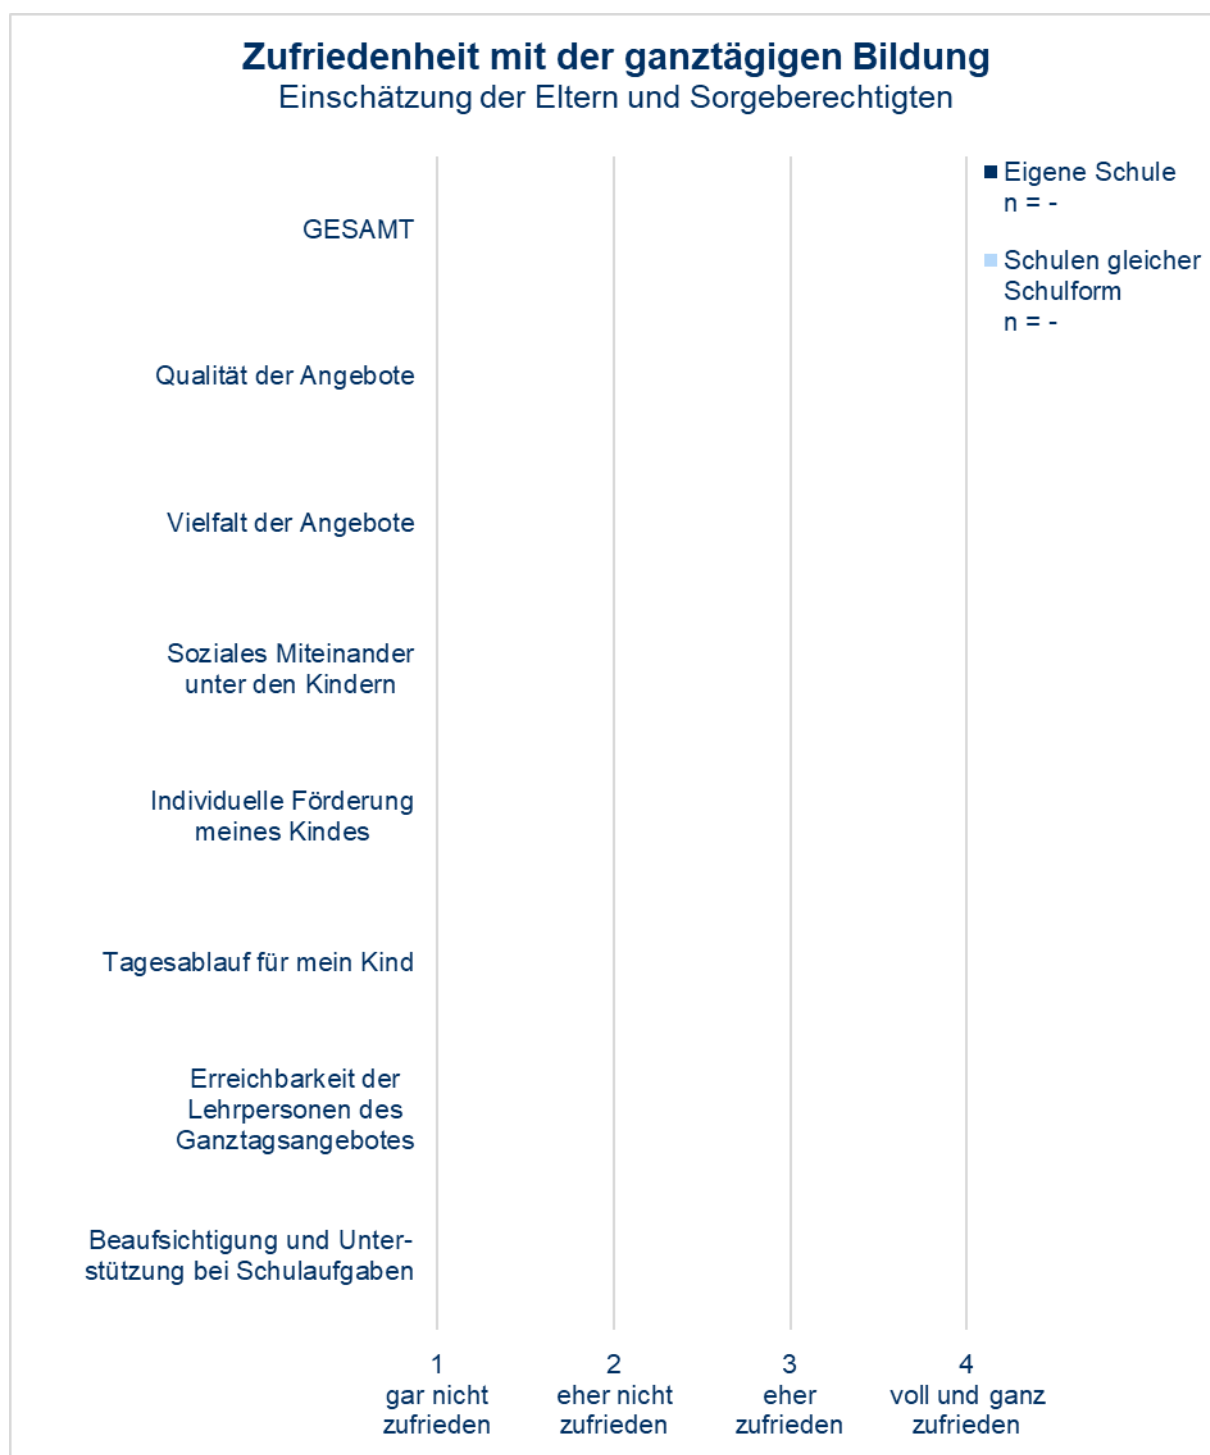 Zufriedenheit mit der ganztägigen Bildung
Einschätzung der Eltern und Sorgeberechtigten
Eigene Schule
n = -
Schulen gleicher
Schulform
n = -
GESAMT
Qualität der Angebote
Vielfalt der Angebote
Soziales Miteinander
unter den Kindern
Individuelle Förderung
meines Kindes
Tagesablauf für mein Kind
Erreichbarkeit der
Lehrpersonen des
Ganztagsangebotes
Beaufsichtigung und Unter-
stützung bei Schulaufgaben
1
gar nicht
zufrieden
2
eher nicht
zufrieden
3
eher
zufrieden
4
voll und ganz
zufrieden